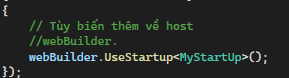 {
// Tùy biến thêm về host
//webBuilder.
webBuilder.UseStartup<MyStartUp>();
});